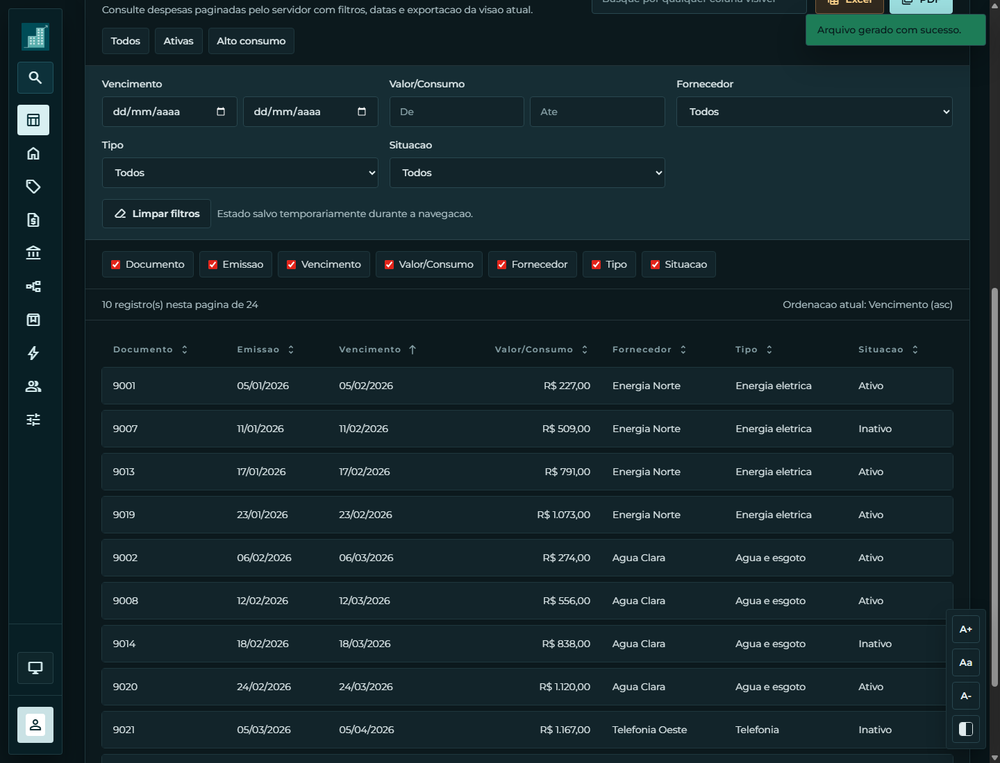 Consulte despesas paginadas pelo servidor com filtros, datas e exportacao da visao atual.
Busque por qualquer coluna visivel
Excel
PDF
Arquivo gerado com sucesso.
Todos
Ativas
Alto consumo
Vencimento
Valor/Consumo
Fornecedor
dd/mm/aaaa
dd/mm/aaaa
De
Ate
Todos
Tipo
Situacao
Todos
Todos
Limpar filtros
Estado salvo temporariamente durante a navegacao.
Documento
Emissao
Vencimento
Valor/Consumo
Fornecedor
Tipo
Situacao
10 registro(s) nesta pagina de 24
Ordenacao atual: Vencimento (asc)
Documento Emissao Vencimento Valor/Consumo Fornecedor Tipo Situacao
9001 05/01/2026 05/02/2026 R$ 227,00 Energia Norte Energia eletrica Ativo
9007 11/01/2026 11/02/2026 R$ 509,00 Energia Norte Energia eletrica Inativo
9013 17/01/2026 17/02/2026 R$ 791,00 Energia Norte Energia eletrica Ativo
9019 23/01/2026 23/02/2026 R$ 1.073,00 Energia Norte Energia eletrica Ativo
9002 06/02/2026 06/03/2026 R$ 274,00 Agua Clara Agua e esgoto Ativo
9008 12/02/2026 12/03/2026 R$ 556,00 Agua Clara Agua e esgoto Ativo
9014 18/02/2026 18/03/2026 R$ 838,00 Agua Clara Agua e esgoto Inativo
9020 24/02/2026 24/03/2026 R$ 1.120,00 Agua Clara Agua e esgoto Ativo
9021 05/03/2026 05/04/2026 R$ 1.167,00 Telefonia Oeste Telefonia Inativo
A+
Aa
A-